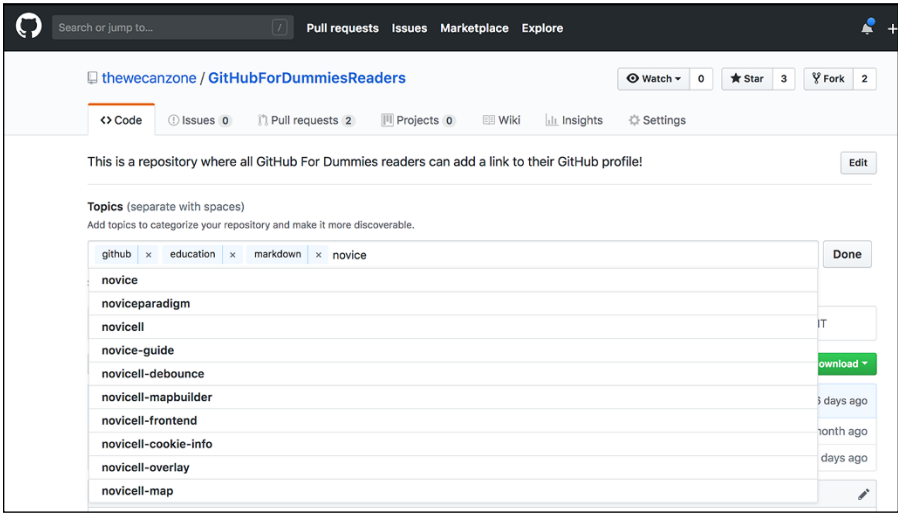 Search or jump to... / Pull requests Issues Marketplace Explore
thewecanzone / GitHubForDummiesReaders Watch 0 Star 3 Fork 2
<> Code Issues 0 Pull requests 2 Projects 0 Wiki Insights Settings
This is a repository where all GitHub For Dummies readers can add a link to their GitHub profile! Edit
Topics (separate with spaces)
Add topics to categorize your repository and make it more discoverable.
github × education × markdown × novice Done
novice
noviceparadigm
novicell IT
novice-guide
novicell-debounce ownload
novicell-mapbuilder
novicell-frontend days ago
novicell-cookie-info onth ago
novicell-overlay days ago
novicell-map